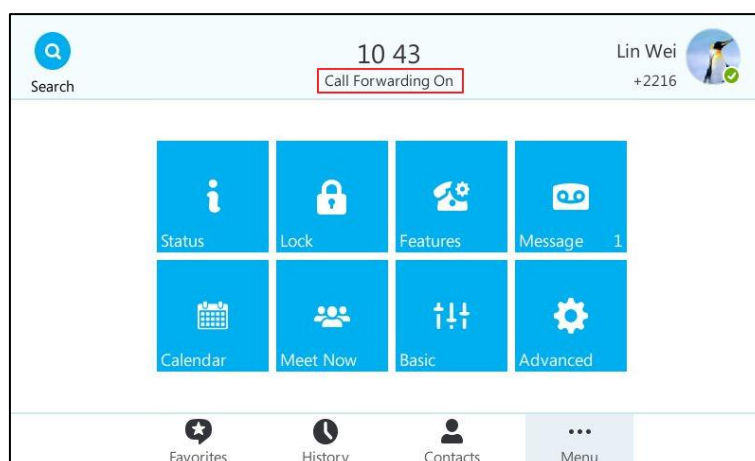 10 43
Lin Wei
Search
Call Forwarding On
+2216
Status
Lock
Features
Message 1
Calendar
Meet Now
Basic
Advanced
Favorites
History
Contacts
Menu